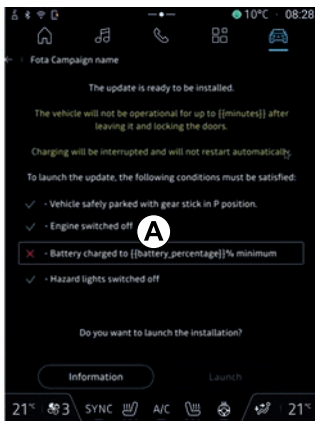 10°C 08:28
Fota Campaign name
The update is ready to be installed.
The vehicle will not be operational for up to {{minutes}} after
leaving it and locking the doors.
Charging will be interrupted and will not restart automatically.
To launch the update, the following conditions must be satisfied:
- Vehicle safely parked with gear stick in P position.
- Engine switched off
A
- Battery charged to {{battery_percentage}}% minimum
- Hazard lights switched off
Do you want to launch the installation?
Information Launch
21°C 3 SYNC A/C 21°